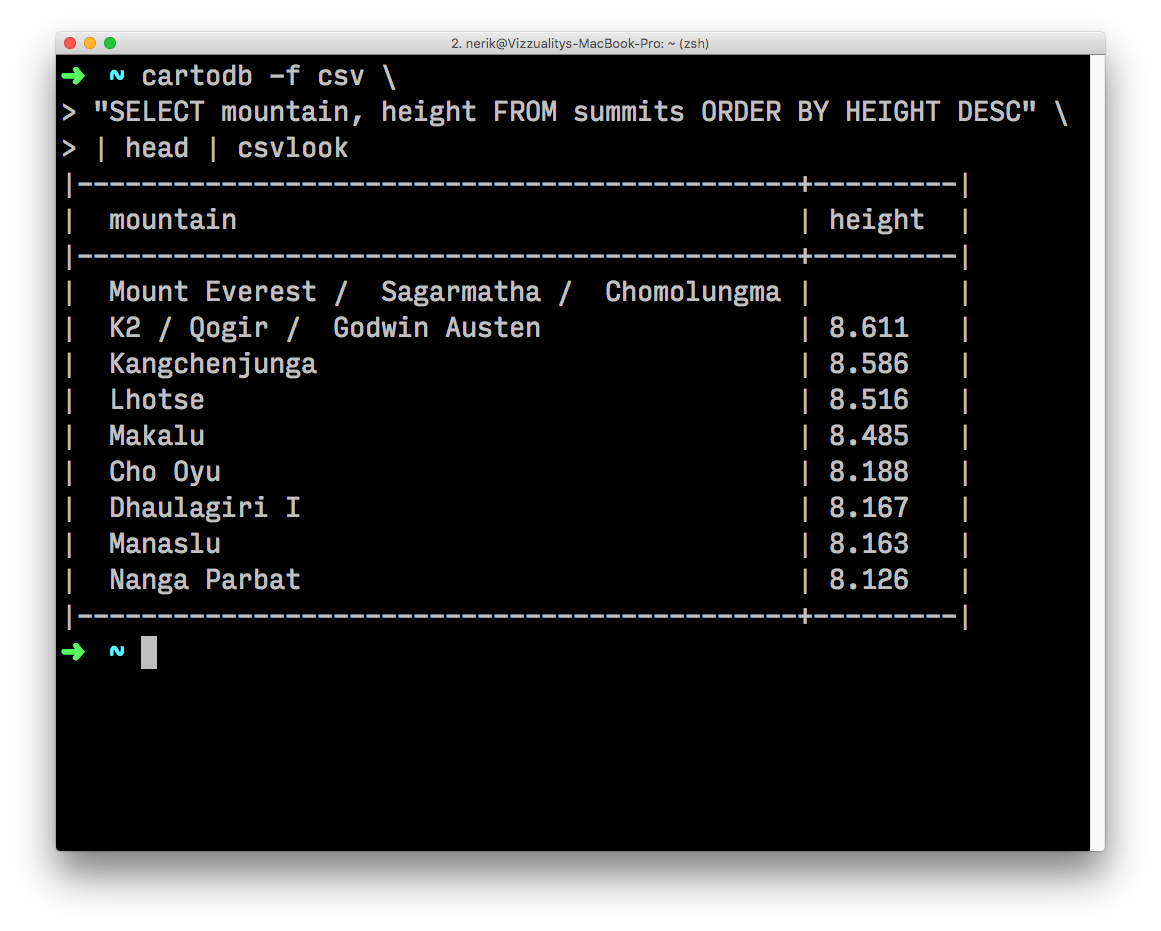 2. nerik@Vizzualitys-MacBook-Pro: ~ (zsh)
➜  ~ cartodb -f csv \
> "SELECT mountain, height FROM summits ORDER BY HEIGHT DESC" \
> | head | csvlook
|---------------------------------------------+---------|
|  mountain                                   | height  |
|---------------------------------------------+---------|
|  Mount Everest /  Sagarmatha /  Chomolungma |         |
|  K2 / Qogir /  Godwin Austen                | 8.611   |
|  Kangchenjunga                              | 8.586   |
|  Lhotse                                     | 8.516   |
|  Makalu                                     | 8.485   |
|  Cho Oyu                                    | 8.188   |
|  Dhaulagiri I                               | 8.167   |
|  Manaslu                                    | 8.163   |
|  Nanga Parbat                               | 8.126   |
|---------------------------------------------+---------|
➜  ~